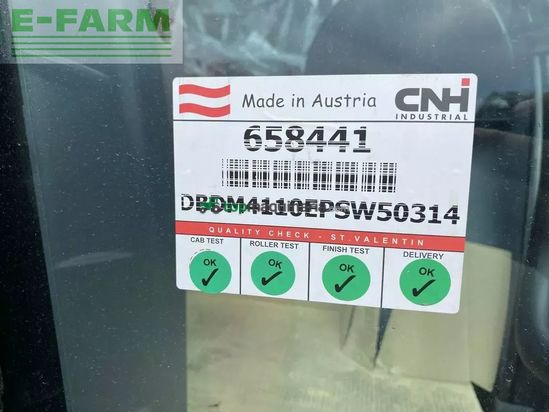 E-FARM
Made in Austria
CNH
INDUSTRIAL
658441
DBDM4110EPSW50314
QUALITY CHECK - ST.VALENTIN
CAB TEST ROLLER TEST FINISH TEST DELIVERY
OK OK OK OK